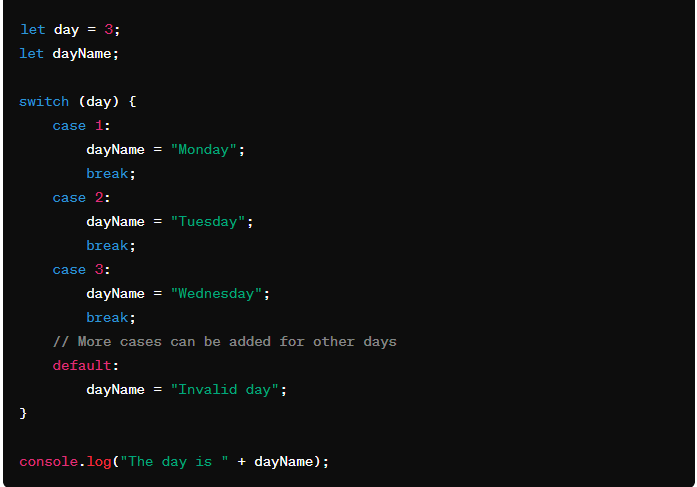 let day = 3;
let dayName;

switch (day) {
    case 1:
        dayName = "Monday";
        break;
    case 2:
        dayName = "Tuesday";
        break;
    case 3:
        dayName = "Wednesday";
        break;
    // More cases can be added for other days
    default:
        dayName = "Invalid day";
}

console.log("The day is " + dayName);